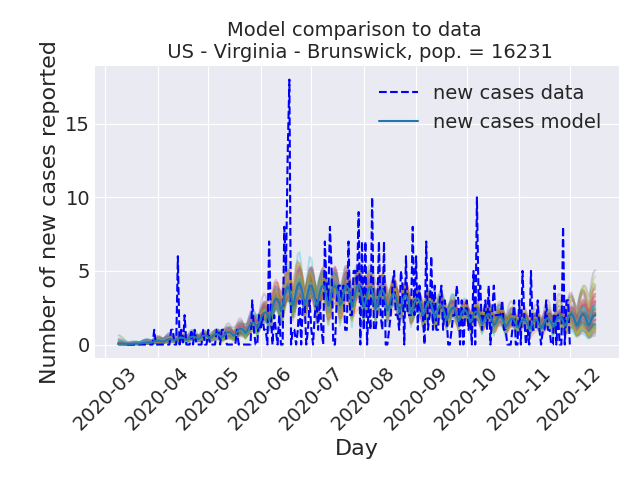 Model comparison to data
US - Virginia - Brunswick, pop. = 16231
Number of new cases reported
15
10
5
0
new cases data
new cases model
2020-03
2020-04
2020-05
2020-06
2020-07
2020-08
2020-09
2020-10
2020-11
2020-12
Day